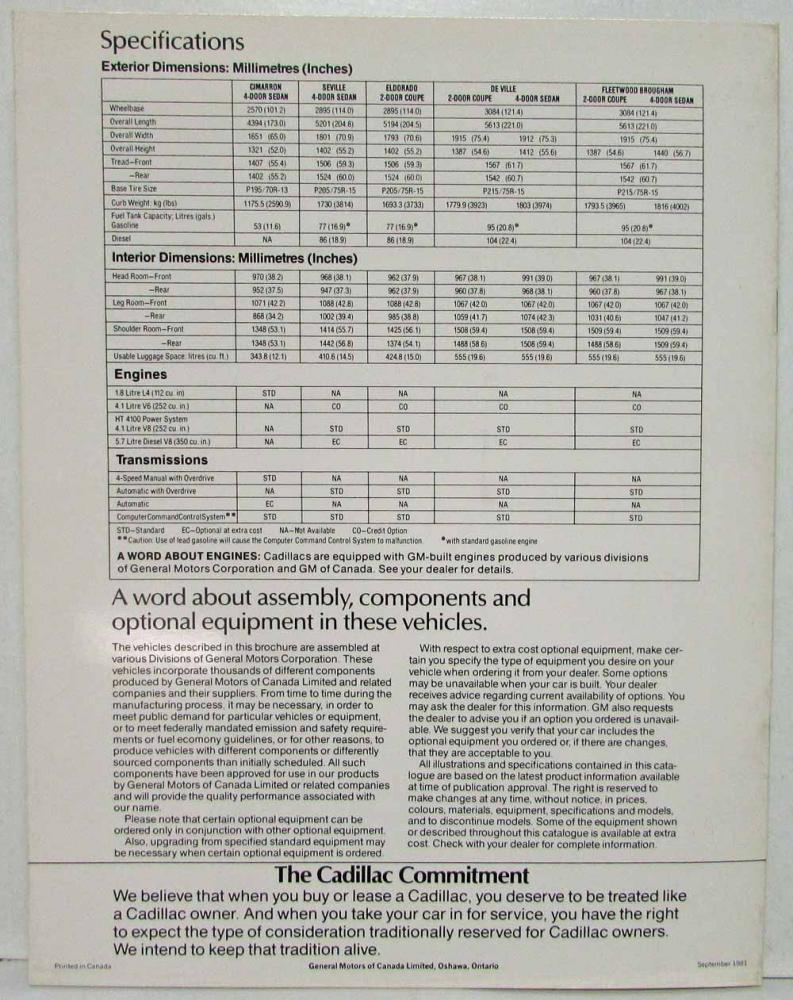 Specifications
Exterior Dimensions: Millimetres (Inches)
CIMARRON SEVILLE ELDORADO DE VILLE FLEETWOOD BROUGHAM
4-DOOR SEDAN 4-DOOR SEDAN 2-DOOR COUPE 2-DOOR COUPE 4-DOOR SEDAN 2-DOOR COUPE 4-DOOR SEDAN
Wheelbase 2570 (101.2) 2895 (114.0) 2895 (114.0) 3084 (121.4) 3084 (121.4)
Overall Length 4394 (173.0) 5201 (204.6) 5194 (204.5) 5613 (221.0) 5613 (221.0)
Overall Width 1651 (65.0) 1801 (70.9) 1793 (70.6) 1915 (75.4) 1912 (75.3) 1915 (75.4)
Overall Height 1321 (52.0) 1402 (55.2) 1402 (55.2) 1387 (54.6) 1412 (55.6) 1387 (54.6) 1440 (56.7)
Tread—Front 1407 (55.4) 1506 (59.3) 1506 (59.3) 1567 (61.7) 1567 (61.7)
—Rear 1402 (55.2) 1524 (60.0) 1524 (60.0) 1542 (60.7) 1542 (60.7)
Base Tire Size P195/70R-13 P205/75R-15 P205/75R-15 P215/75R-15 P215/75R-15
Curb Weight: kg (lbs) 1175.5 (2590.9) 1730 (3814) 1693.3 (3733) 1779.9 (3923) 1803 (3974) 1793.5 (3965) 1816 (4002)
Fuel Tank Capacity; Litres (gals.)
Gasoline 53 (11.6) 77 (16.9)* 77 (16.9)* 95 (20.8)* 95 (20.8)*
Diesel NA 86 (18.9) 86 (18.9) 104 (22.4) 104 (22.4)
Interior Dimensions: Millimetres (Inches)
Head Room—Front 970 (38.2) 968 (38.1) 962 (37.9) 967 (38.1) 991 (39.0) 967 (38.1) 991 (39.0)
—Rear 952 (37.5) 947 (37.3) 962 (37.9) 960 (37.8) 968 (38.1) 960 (37.8) 967 (38.1)
Leg Room—Front 1071 (42.2) 1088 (42.8) 1088 (42.8) 1067 (42.0) 1067 (42.0) 1067 (42.0) 1067 (42.0)
—Rear 868 (34.2) 1002 (39.4) 985 (38.8) 1059 (41.7) 1074 (42.3) 1031 (40.6) 1047 (41.2)
Shoulder Room—Front 1348 (53.1) 1414 (55.7) 1425 (56.1) 1508 (59.4) 1508 (59.4) 1509 (59.4) 1509 (59.4)
—Rear 1348 (53.1) 1442 (56.8) 1374 (54.1) 1488 (58.6) 1508 (59.4) 1488 (58.6) 1509 (59.4)
Usable Luggage Space: litres (cu. ft.) 343.8 (12.1) 410.6 (14.5) 424.8 (15.0) 555 (19.6) 555 (19.6) 555 (19.6) 555 (19.6)
Engines
1.8 Litre L4 (112 cu. in) STD NA NA NA NA
4.1 Litre V6 (252 cu. in.) NA CO CO CO CO
HT 4100 Power System
4.1 Litre V8 (252 cu. in.) NA STD STD STD STD
5.7 Litre Diesel V8 (350 cu. in.) NA EC EC EC EC
Transmissions
4-Speed Manual with Overdrive STD NA NA NA NA
Automatic with Overdrive NA STD STD STD STD
Automatic EC NA NA NA NA
Computer Command Control System** STD STD STD STD STD
STD—Standard EC—Optional at extra cost NA—Not Available CO—Credit Option
**Caution: Use of lead gasoline will cause the Computer Command Control System to malfunction. *with standard gasoline engine
A WORD ABOUT ENGINES: Cadillacs are equipped with GM-built engines produced by various divisions
of General Motors Corporation and GM of Canada. See your dealer for details.
A word about assembly, components and
optional equipment in these vehicles.
The vehicles described in this brochure are assembled at
various Divisions of General Motors Corporation. These
vehicles incorporate thousands of different components
produced by General Motors of Canada Limited and related
companies and their suppliers. From time to time during the
manufacturing process, it may be necessary, in order to
meet public demand for particular vehicles or equipment,
or to meet federally mandated emission and safety require-
ments or fuel economy guidelines, or for other reasons, to
produce vehicles with different components or differently
sourced components than initially scheduled. All such
components have been approved for use in our products
by General Motors of Canada Limited or related companies
and will provide the quality performance associated with
our name.
Please note that certain optional equipment can be
ordered only in conjunction with other optional equipment.
Also, upgrading from specified standard equipment may
be necessary when certain optional equipment is ordered.
With respect to extra cost optional equipment, make cer-
tain you specify the type of equipment you desire on your
vehicle when ordering it from your dealer. Some options
may be unavailable when your car is built. Your dealer
receives advice regarding current availability of options. You
may ask the dealer for this information. GM also requests
the dealer to advise you if an option you ordered is unavail-
able. We suggest you verify that your car includes the
optional equipment you ordered or, if there are changes,
that they are acceptable to you.
All illustrations and specifications contained in this cata-
logue are based on the latest product information available
at time of publication approval. The right is reserved to
make changes at any time, without notice, in prices,
colours, materials, equipment, specifications and models,
and to discontinue models. Some of the equipment shown
or described throughout this catalogue is available at extra
cost. Check with your dealer for complete information.
The Cadillac Commitment
We believe that when you buy or lease a Cadillac, you deserve to be treated like
a Cadillac owner. And when you take your car in for service, you have the right
to expect the type of consideration traditionally reserved for Cadillac owners.
We intend to keep that tradition alive.
Printed in Canada General Motors of Canada Limited, Oshawa, Ontario September 1981